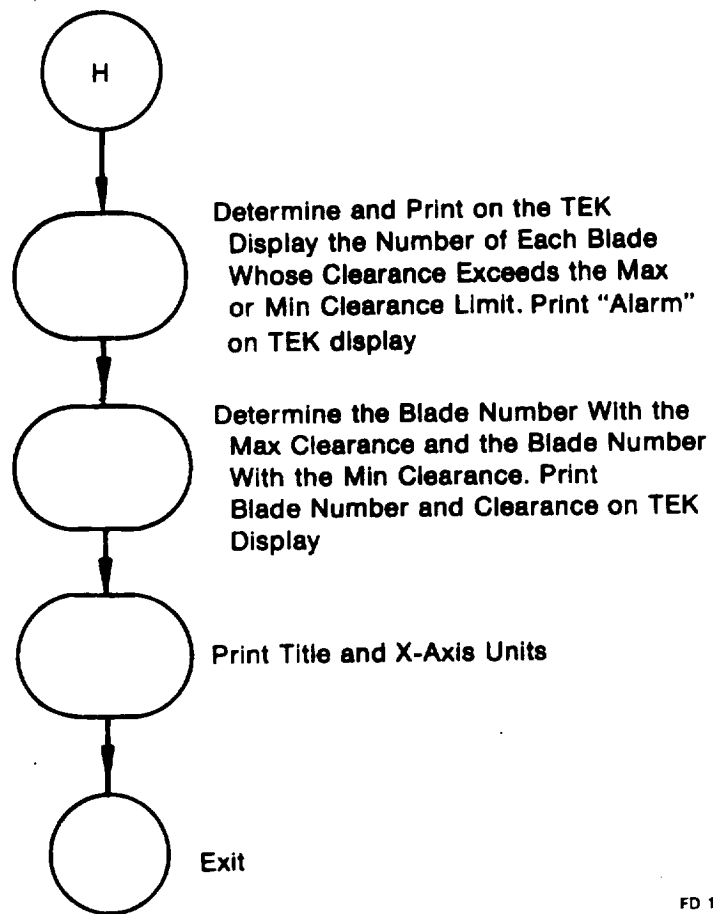 H
Determine and Print on the TEK
Display the Number of Each Blade
Whose Clearance Exceeds the Max
or Min Clearance Limit. Print “Alarm”
on TEK display
Determine the Blade Number With the
Max Clearance and the Blade Number
With the Min Clearance. Print
Blade Number and Clearance on TEK
Display
Print Title and X-Axis Units
Exit
FD 1